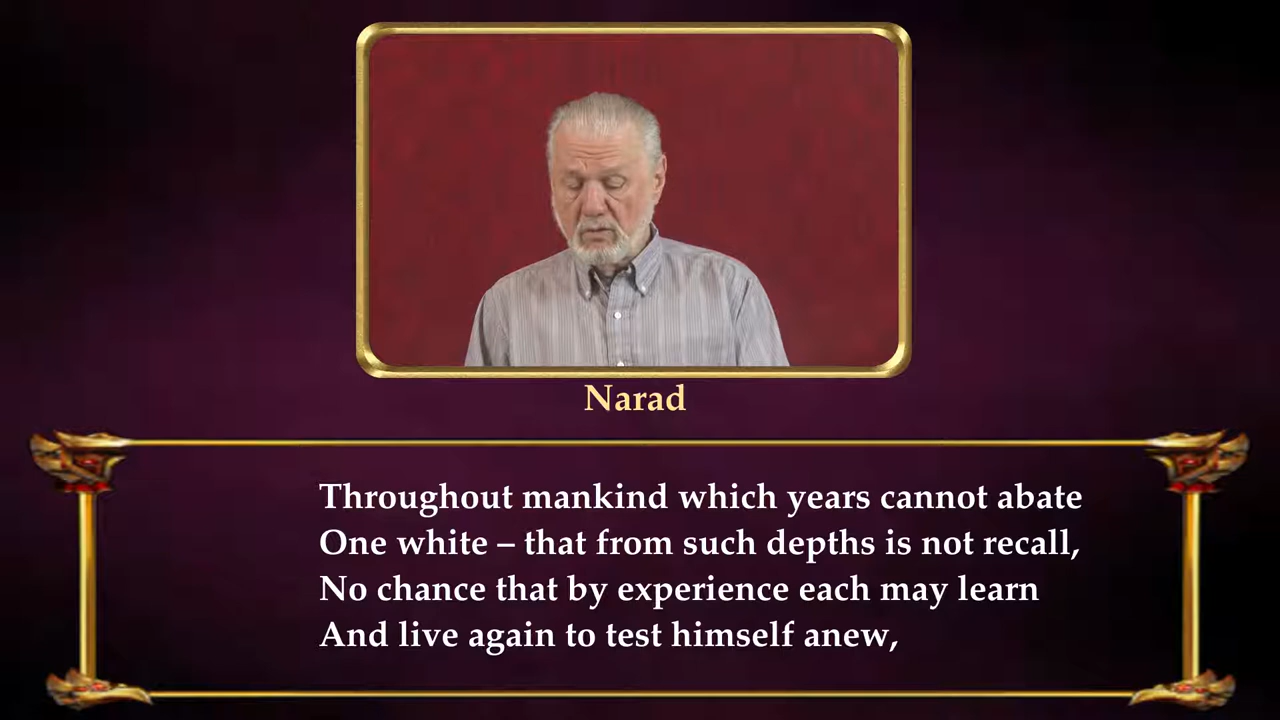 Narad
Throughout mankind which years cannot abate
One white – that from such depths is not recall,
No chance that by experience each may learn
And live again to test himself anew,